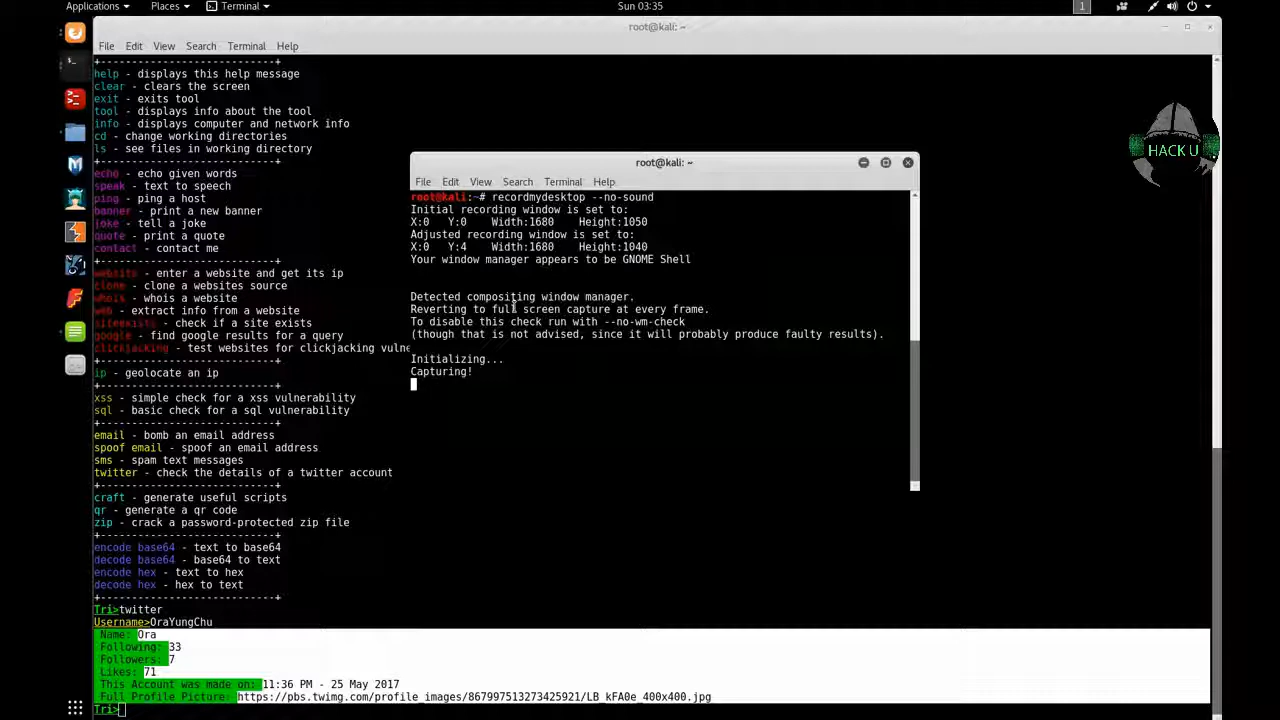 Applications Places Terminal Sun 03:35 1
root@kali: ~
File Edit View Search Terminal Help
+----------------------------+
help - displays this help message
clear - clears the screen
exit - exits tool
tool - displays info about the tool
info - displays computer and network info
cd - change working directories
ls - see files in working directory
+----------------------------+
echo - echo given words
speak - text to speech
ping - ping a host
banner - print a new banner
joke - tell a joke
quote - print a quote
contact - contact me
+----------------------------+
website - enter a website and get its ip
clone - clone a websites source
whois - whois a website
web - extract info from a website
siteexists - check if a site exists
google - find google results for a query
clickjacking - test websites for clickjacking vulne
+----------------------------+
ip - geolocate an ip
+----------------------------+
xss - simple check for a xss vulnerability
sql - basic check for a sql vulnerability
+----------------------------+
email - bomb an email address
spoof email - spoof an email address
sms - spam text messages
twitter - check the details of a twitter account
+----------------------------+
craft - generate useful scripts
qr - generate a qr code
zip - crack a password-protected zip file
+----------------------------+
encode base64 - text to base64
decode base64 - base64 to text
encode hex - text to hex
decode hex - hex to text
+----------------------------+
Tri>twitter
Username>OraYungChu
Name: Ora
Following: 33
Followers: 7
Likes: 71
This Account was made on: 11:36 PM - 25 May 2017
Full Profile Picture: https://pbs.twimg.com/profile_images/867997513273425921/LB_kFA0e_400x400.jpg
Tri>
root@kali: ~
File Edit View Search Terminal Help
root@kali:~# recordmydesktop --no-sound
Initial recording window is set to:
X:0 Y:0 Width:1680 Height:1050
Adjusted recording window is set to:
X:0 Y:4 Width:1680 Height:1040
Your window manager appears to be GNOME Shell
Detected compositing window manager.
Reverting to full screen capture at every frame.
To disable this check run with --no-wm-check
(though that is not advised, since it will probably produce faulty results).
Initializing...
Capturing!
HACK U